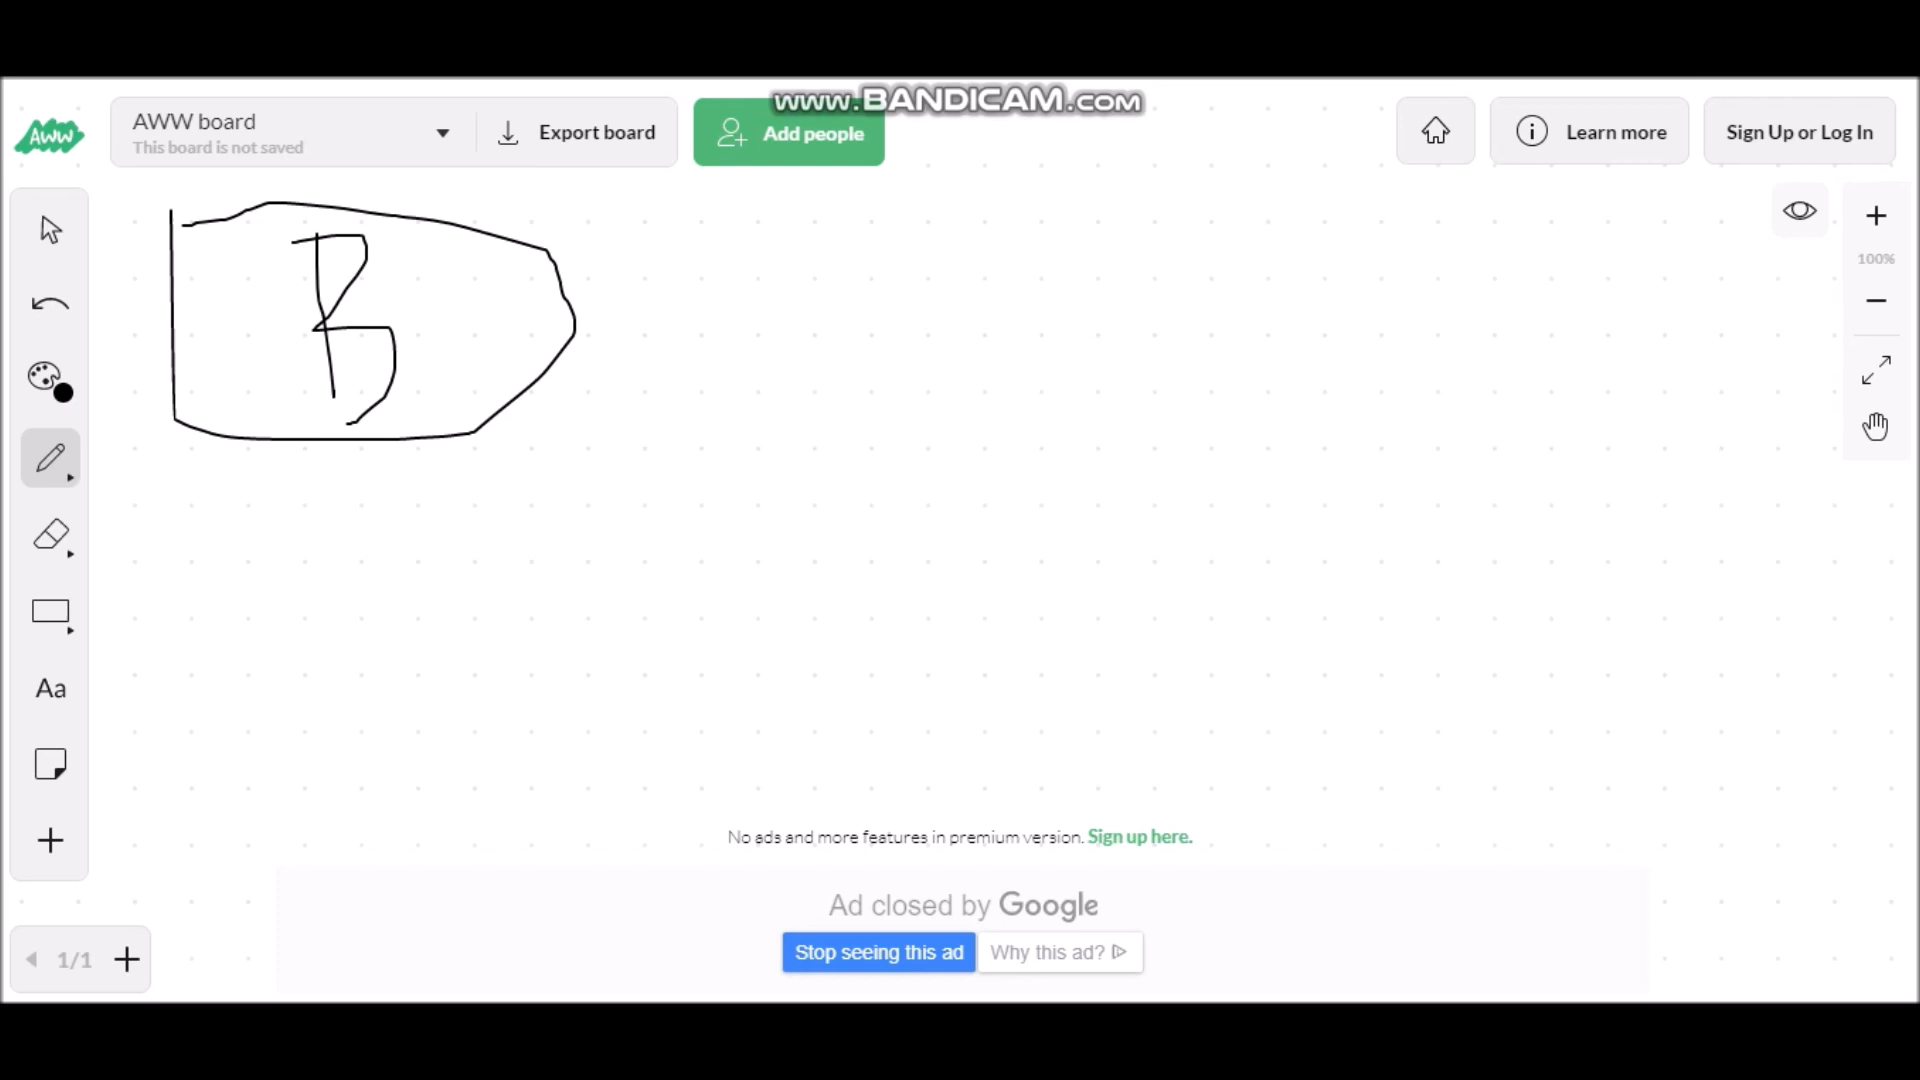 www.BANDICAM.com
AWW
AWW board
This board is not saved
Export board
Add people
Learn more
Sign Up or Log In
B
100%
Aa
No ads and more features in premium version. Sign up here.
Ad closed by Google
Stop seeing this ad
Why this ad?
1/1